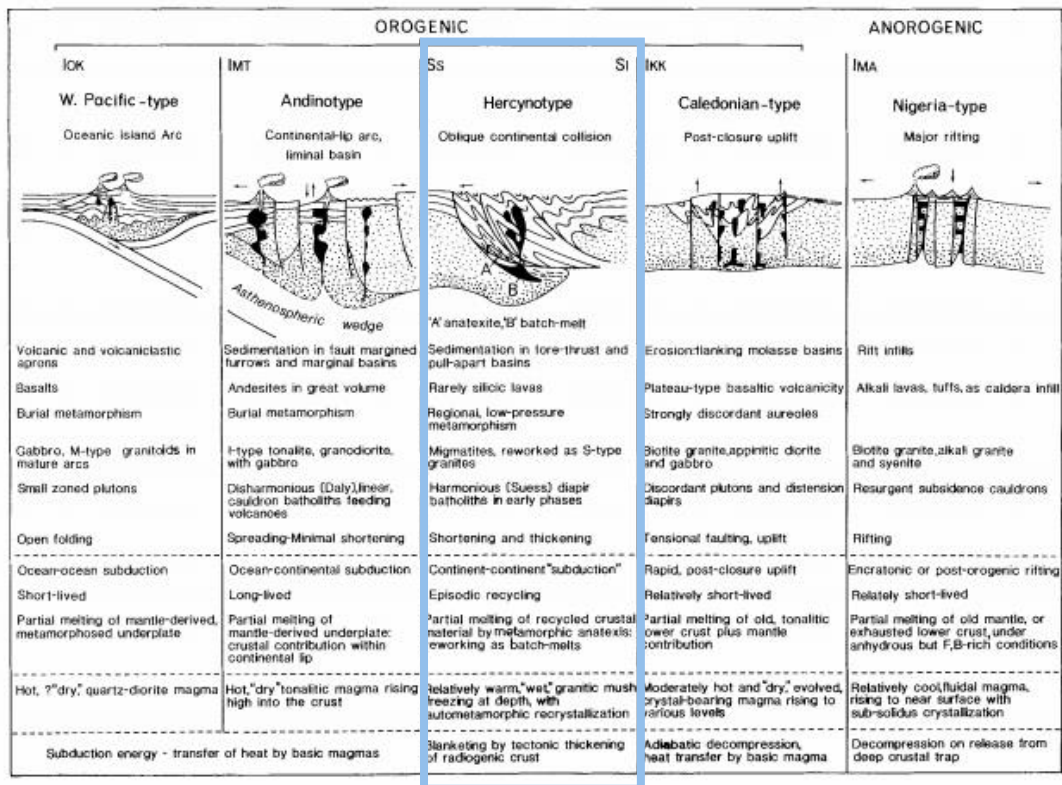 OROGENIC
ANOROGENIC
IOK
IMT
SS
SI
IKK
IMA
W. Pacific-type
Andinotype
Hercynotype
Caledonian-type
Nigeria-type
Oceanic island Arc
Continental-lip arc,
liminal basin
Oblique continental collision
Post-closure uplift
Major rifting
Asthenospheric wedge
A
B
'A' anatexite,'B' batch-melt
Volcanic and volcaniclastic
aprons
Sedimentation in fault margined
furrows and marginal basins
Sedimentation in fore-thrust and
pull-apart basins
Erosion:flanking molasse basins
Rift infills
Basalts
Andesites in great volume
Rarely silicic lavas
Plateau-type basaltic volcanicity
Alkali lavas, tuffs, as caldera infill
Burial metamorphism
Burial metamorphism
Regional, low-pressure
metamorphism
Strongly discordant aureoles
Gabbro, M-type granitoids in
mature arcs
I-type tonalite, granodiorite,
with gabbro
Migmatites, reworked as S-type
granites
Biotite granite,appinitic diorite
and gabbro
Biotite granite,alkali granite
and syenite
Small zoned plutons
Disharmonious (Daly),linear,
cauldron batholiths feeding
volcanoes
Harmonious (Suess) diapir
batholiths in early phases
Discordant plutons and distension
diapirs
Resurgent subsidence cauldrons
Open folding
Spreading-Minimal shortening
Shortening and thickening
Tensional faulting, uplift
Rifting
Ocean-ocean subduction
Ocean-continental subduction
Continent-continent "subduction"
Rapid, post-closure uplift
Encratonic or post-orogenic rifting
Short-lived
Long-lived
Episodic recycling
Relatively short-lived
Relately short-lived
Partial melting of mantle-derived,
metamorphosed underplate
Partial melting of
mantle-derived underplate:
crustal contribution within
continental lip
Partial melting of recycled crustal
material by metamorphic anatexis:
reworking as batch-melts
Partial melting of old, tonalitic
lower crust plus mantle
contribution
Partial melting of old mantle, or
exhausted lower crust, under
anhydrous but F,B-rich conditions
Hot, ?"dry," quartz-diorite magma
Hot, "dry" tonalitic magma rising
high into the crust
Relatively warm, "wet," granitic mush
freezing at depth, with
autometamorphic recrystallization
Moderately hot and "dry," evolved,
crystal-bearing magma rising to
various levels
Relatively cool, fluidal magma,
rising to near surface with
sub-solidus crystallization
Subduction energy - transfer of heat by basic magmas
Blanketing by tectonic thickening
of radiogenic crust
Adiabatic decompression,
heat transfer by basic magma
Decompression on release from
deep crustal trap